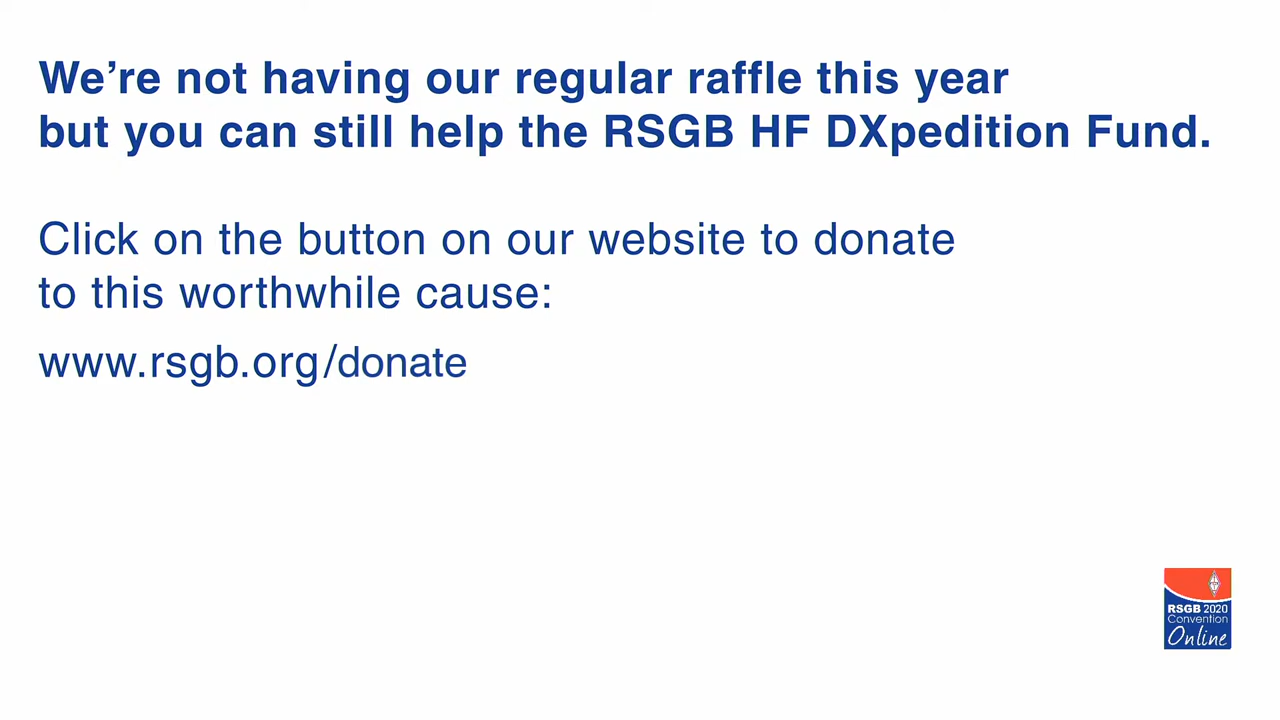 We’re not having our regular raffle this year
but you can still help the RSGB HF DXpedition Fund.
Click on the button on our website to donate
to this worthwhile cause:
www.rsgb.org/donate
RSGB 2020
Convention
Online